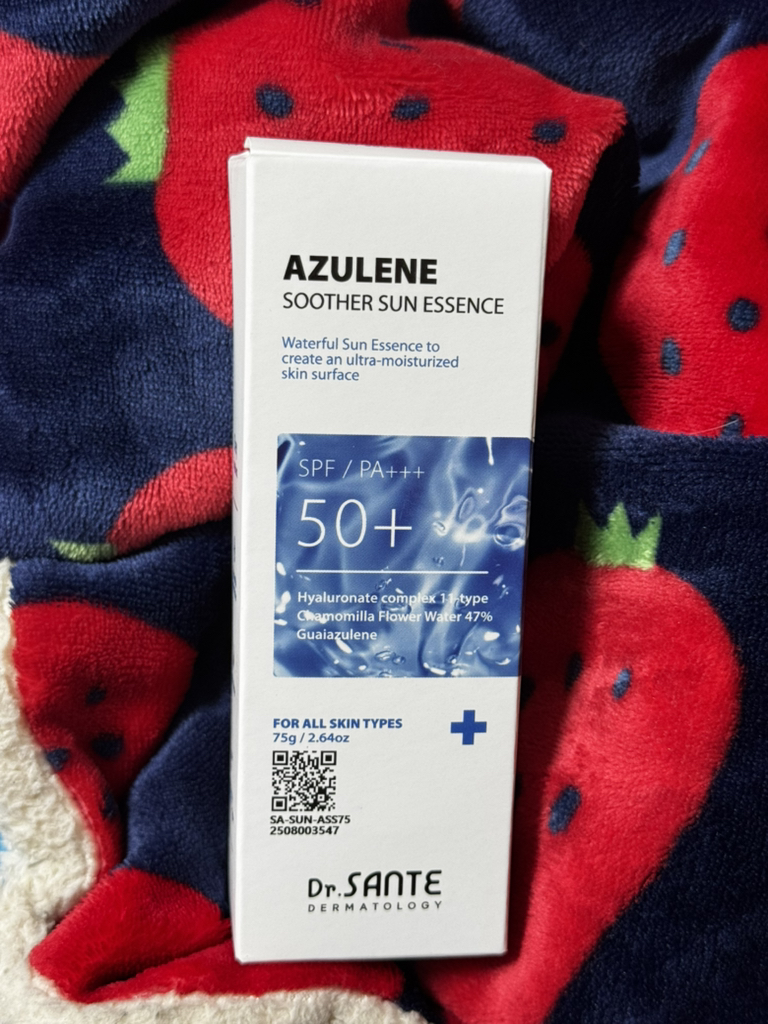 AZULENE
SOOTHER SUN ESSENCE
Waterful Sun Essence to
create an ultra-moisturized
skin surface
SPF / PA+++
50+
Hyaluronate complex 11-type
Chamomilla Flower Water 47%
Guaiazulene
FOR ALL SKIN TYPES
75g / 2.64oz
SA-SUN-ASS75
2508003547
Dr.SANTE
DERMATOLOGY